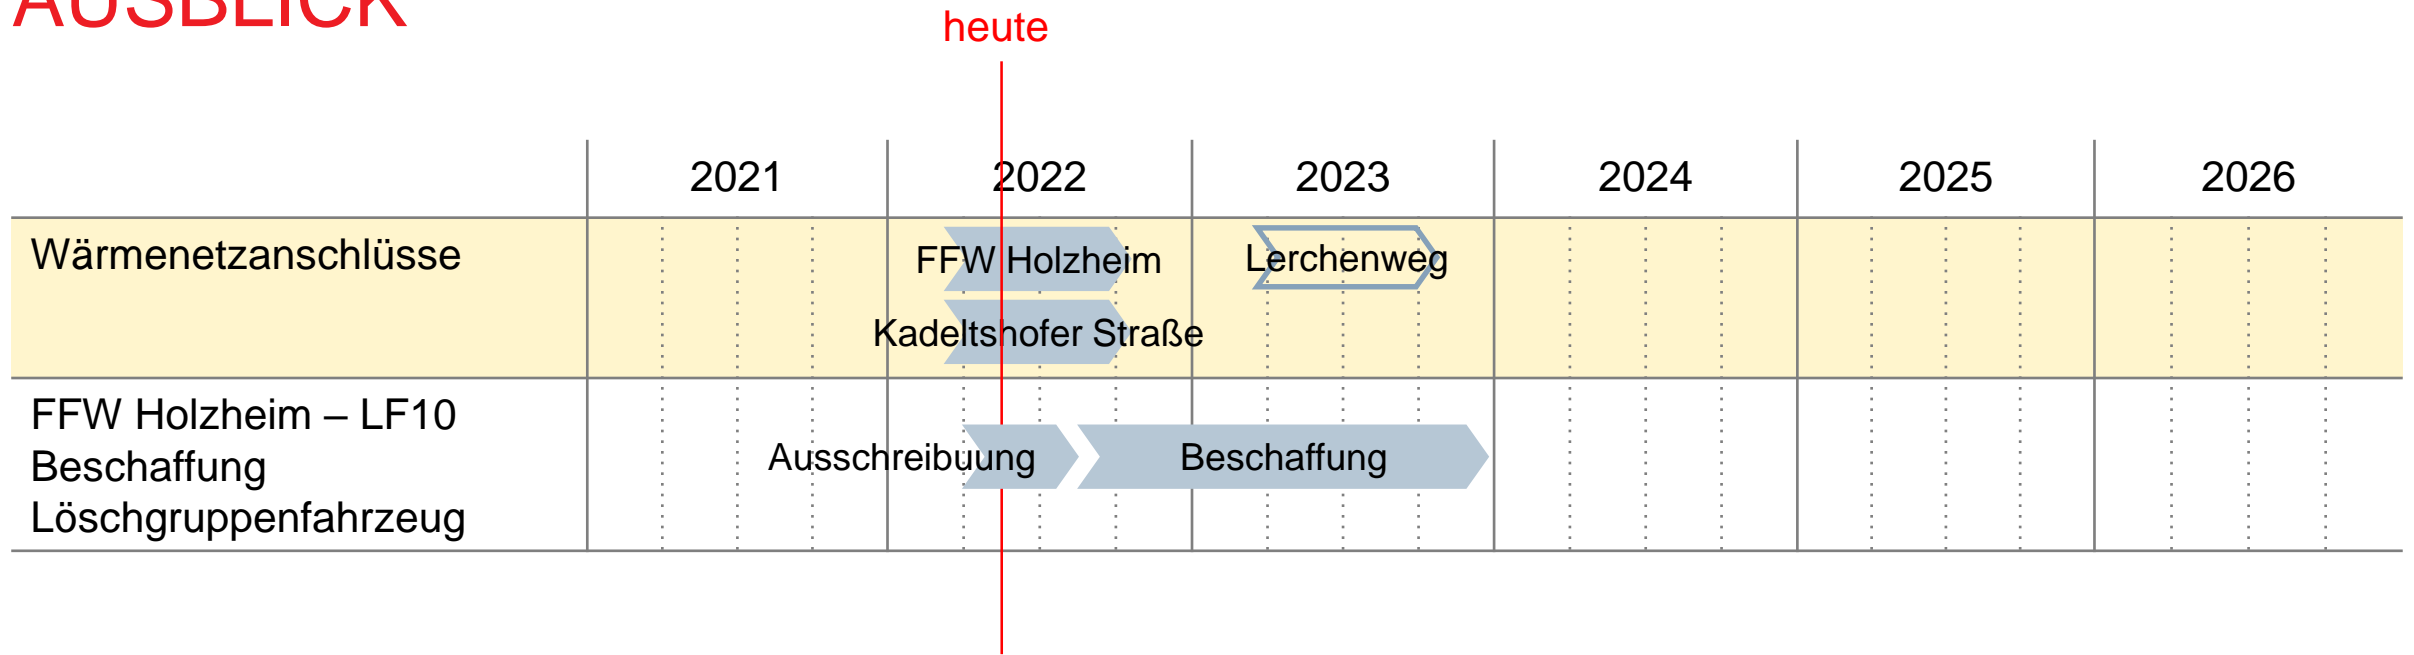 AUSBLICK
heute
2021 2022 2023 2024 2025 2026
Wärmenetzanschlüsse
FFW Holzheim
Lerchenweg
Kadeltshofer Straße
FFW Holzheim – LF10
Beschaffung
Löschgruppenfahrzeug
Ausschreibuung
Beschaffung